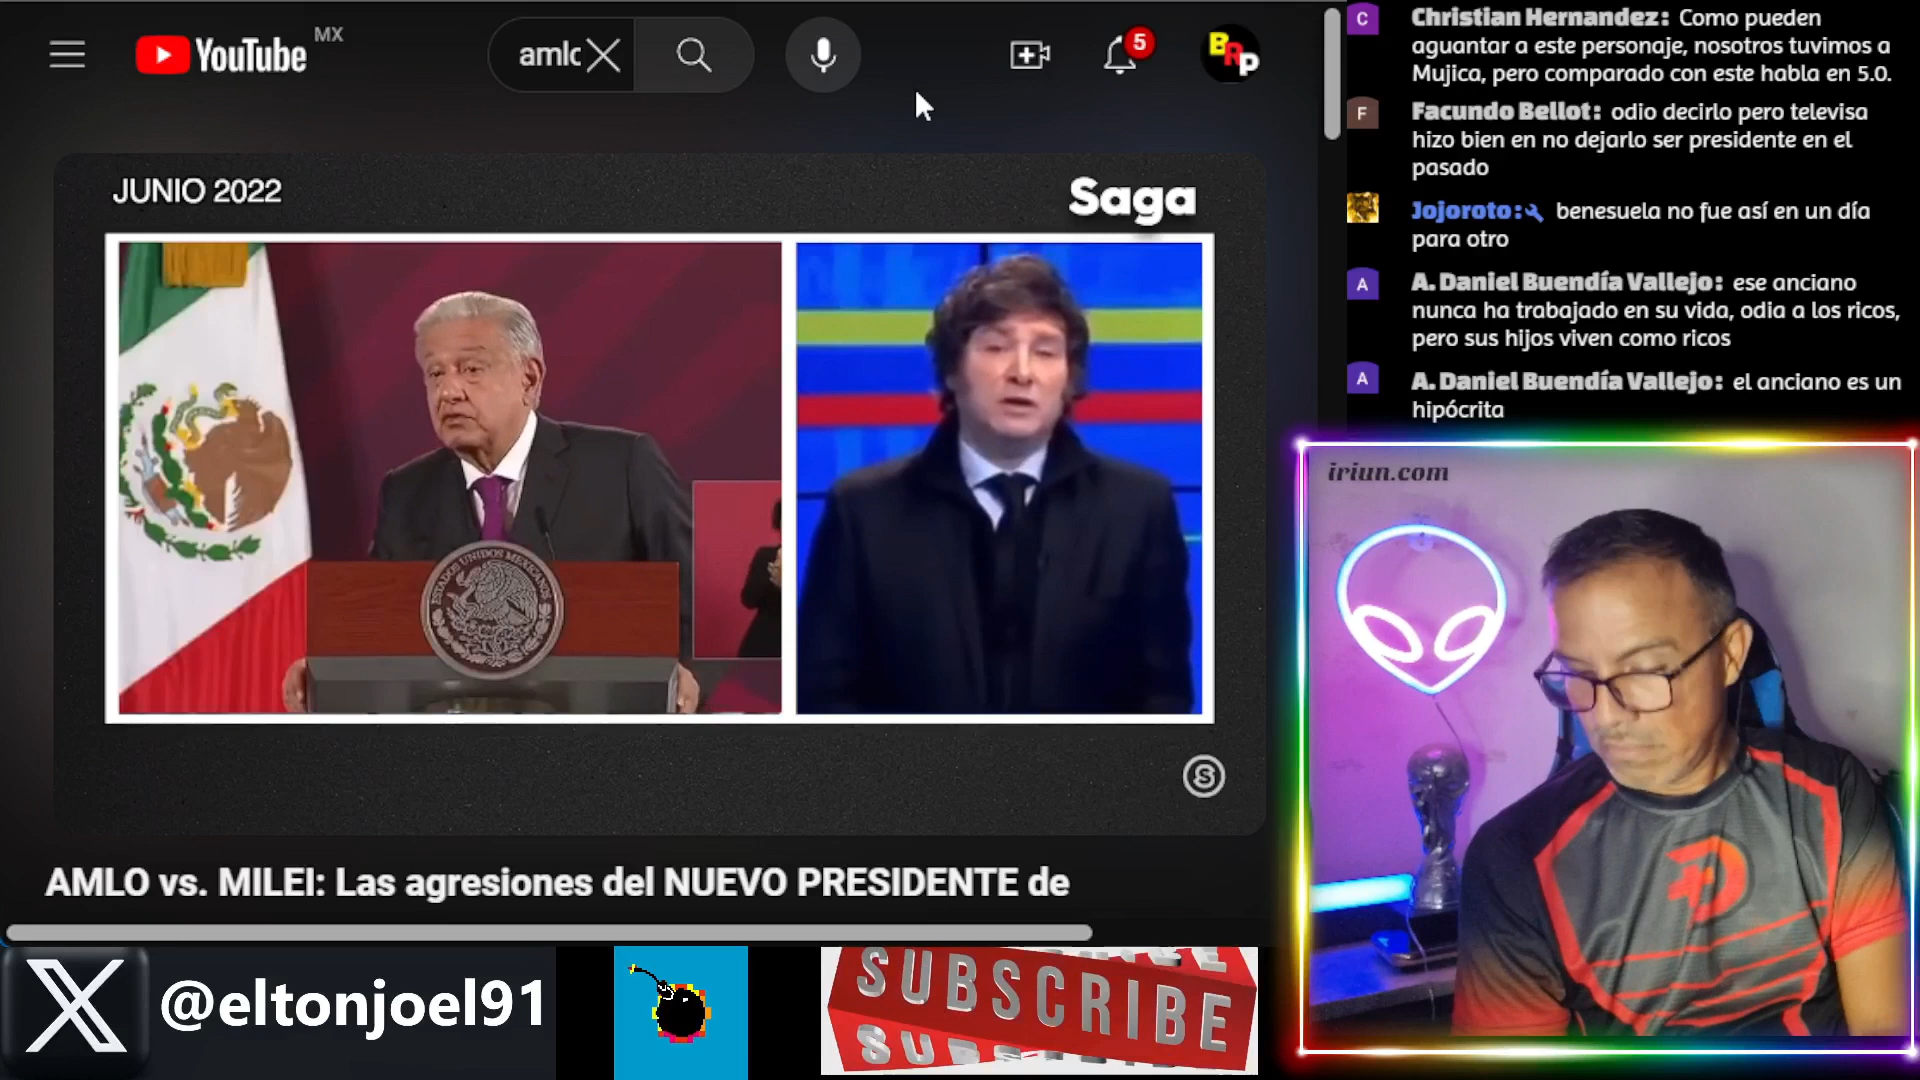 YouTube MX
amlc
5
BRP
JUNIO 2022
Saga
ESTADOS UNIDOS MEXICANOS
S
AMLO vs. MILEI: Las agresiones del NUEVO PRESIDENTE de
X @eltonjoel91
SUBSCRIBE
C Christian Hernandez: Como pueden
aguantar a este personaje, nosotros tuvimos a
Mujica, pero comparado con este habla en 5.0.
F Facundo Bellot: odio decirlo pero televisa
hizo bien en no dejarlo ser presidente en el
pasado
Jojoroto: benesuela no fue así en un día
para otro
A A. Daniel Buendía Vallejo: ese anciano
nunca ha trabajado en su vida, odia a los ricos,
pero sus hijos viven como ricos
A A. Daniel Buendía Vallejo: el anciano es un
hipócrita
iriun.com